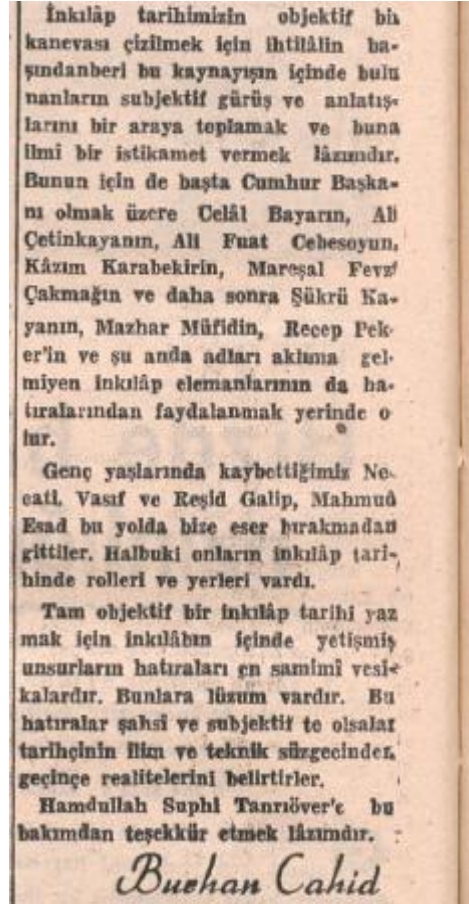 İnkılâp tarihimizin objektif bir
kanevası çizilmek için ihtilâlin ba-
şındanberi bu kaynayışın içinde bulu
nanların subjektif gürüş ve anlatış-
larını bir araya toplamak ve buna
ilmî bir istikamet vermek lâzımdır.
Bunun için de başta Cumhur Başka-
nı olmak üzere Celâl Bayarın, Ali
Çetinkayanın, Ali Fuat Cebesoyun,
Kâzım Karabekirin, Mareşal Fevzi
Çakmağın ve daha sonra Şükrü Ka-
yanın, Mazhar Müfidin, Recep Pek-
er'in ve şu anda adları aklıma gel-
miyen inkılâp elemanlarının da ha-
tıralarından faydalanmak yerinde o
lur.
Genç yaşlarında kaybettiğimiz Ne-
cati, Vasıf ve Reşid Galip, Mahmud
Esad bu yolda bize eser bırakmadan
gittiler. Halbuki onların inkılâp tari-
hinde rolleri ve yerleri vardı.
Tam objektif bir inkılâp tarihi yaz
mak için inkılâbın içinde yetişmiş
unsurların hatıraları en samimî vesi-
kalardır. Bunlara lüzum vardır. Bu
hatıralar şahsî ve subjektif te olsalar
tarihçinin ilim ve teknik süzgecinden
geçinçe realitelerini belirtirler.
Hamdullah Suphi Tanrıöver'e bu
bakımdan teşekkür etmek lâzımdır.
Burhan Cahid